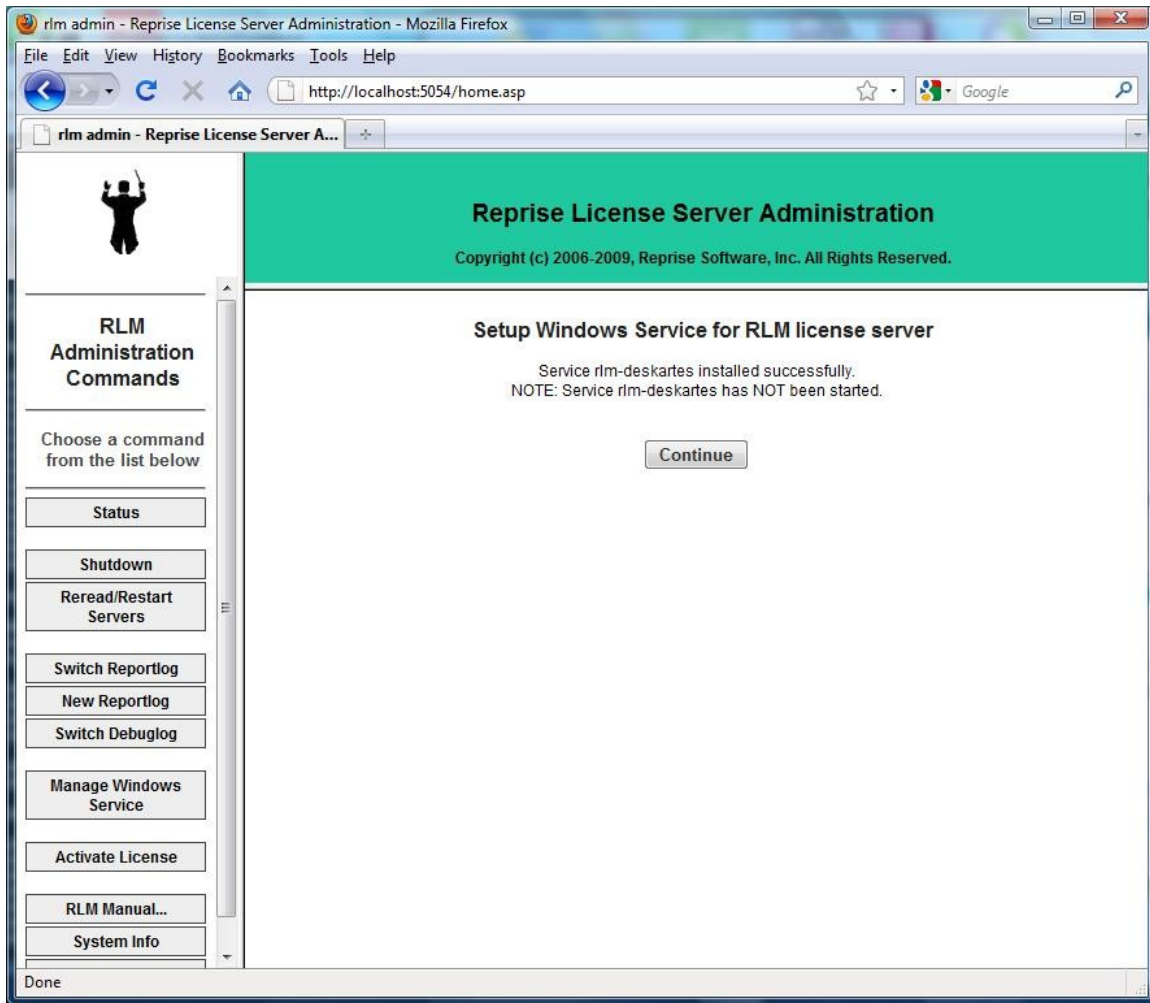 rlm admin - Reprise License Server Administration - Mozilla Firefox
File Edit View History Bookmarks Tools Help
http://localhost:5054/home.asp
Google
rlm admin - Reprise License Server A...
Reprise License Server Administration
Copyright (c) 2006-2009, Reprise Software, Inc. All Rights Reserved.
RLM
Administration
Commands
Choose a command
from the list below
Status
Shutdown
Reread/Restart
Servers
Switch Reportlog
New Reportlog
Switch Debuglog
Manage Windows
Service
Activate License
RLM Manual...
System Info
Setup Windows Service for RLM license server
Service rlm-deskartes installed successfully.
NOTE: Service rlm-deskartes has NOT been started.
Continue
Done